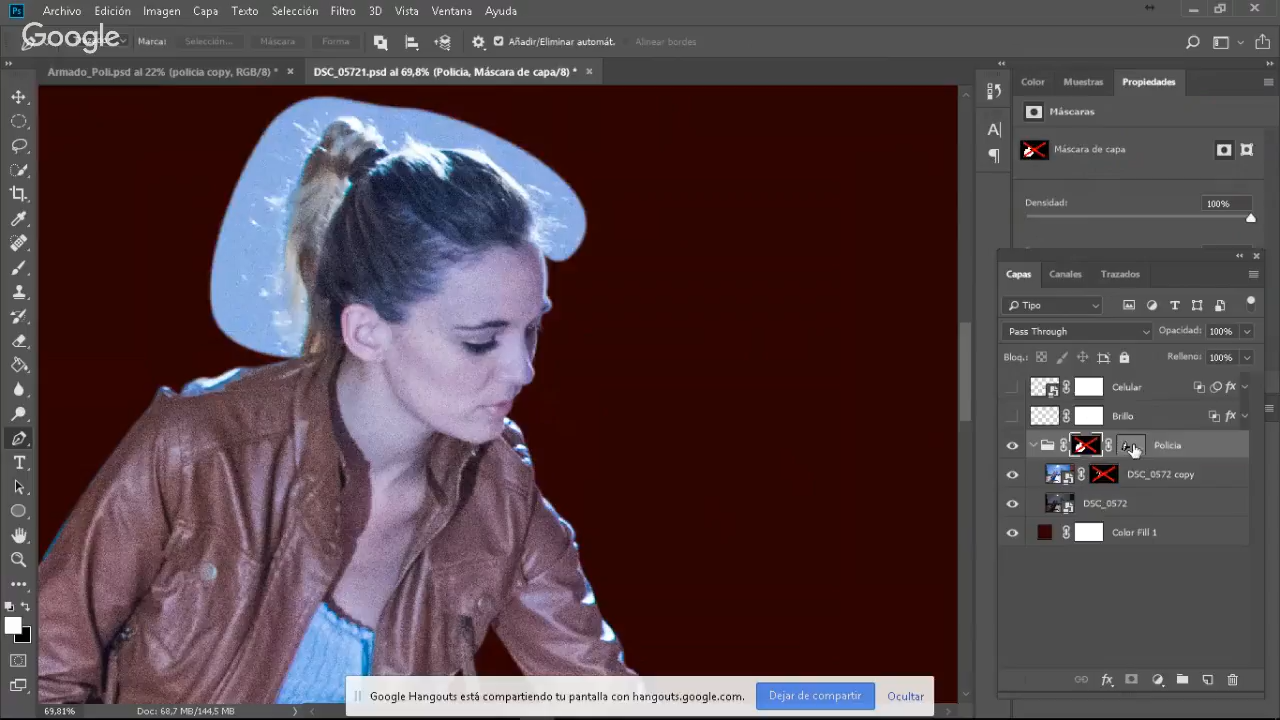 Ps Archivo Edición Imagen Capa Texto Selección Filtro 3D Vista Ventana Ayuda
Google
Marca: Selección... Máscara Forma Añadir/Eliminar automát. Alinear bordes
Armado_Poli.psd al 22% (policia copy, RGB/8) * DSC_05721.psd al 69,8% (Policia, Máscara de capa/8) *
Color Muestras Propiedades
Máscaras
Máscara de capa
Densidad: 100%
Capas Canales Trazados
Tipo
Pass Through Opacidad: 100%
Bloq.: Relleno: 100%
Celular fx
Brillo fx
Policia
DSC_0572 copy
DSC_0572
Color Fill 1
Google Hangouts está compartiendo tu pantalla con hangouts.google.com. Dejar de compartir Ocultar
69,81% Doc: 68,7 MB/144,5 MB